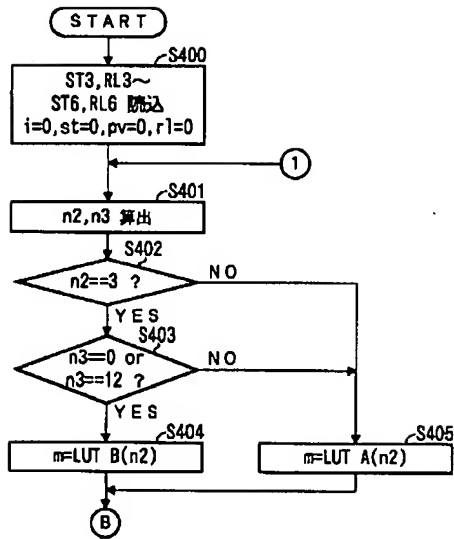 START
S400
ST3,RL3～
ST6,RL6 読込
i=0,st=0,pv=0,rl=0
1
S401
n2,n3 算出
S402
n2==3 ?
NO
YES
S403
n3==0 or
n3==12 ?
NO
YES
S404
m=LUT B(n2)
S405
m=LUT A(n2)
B